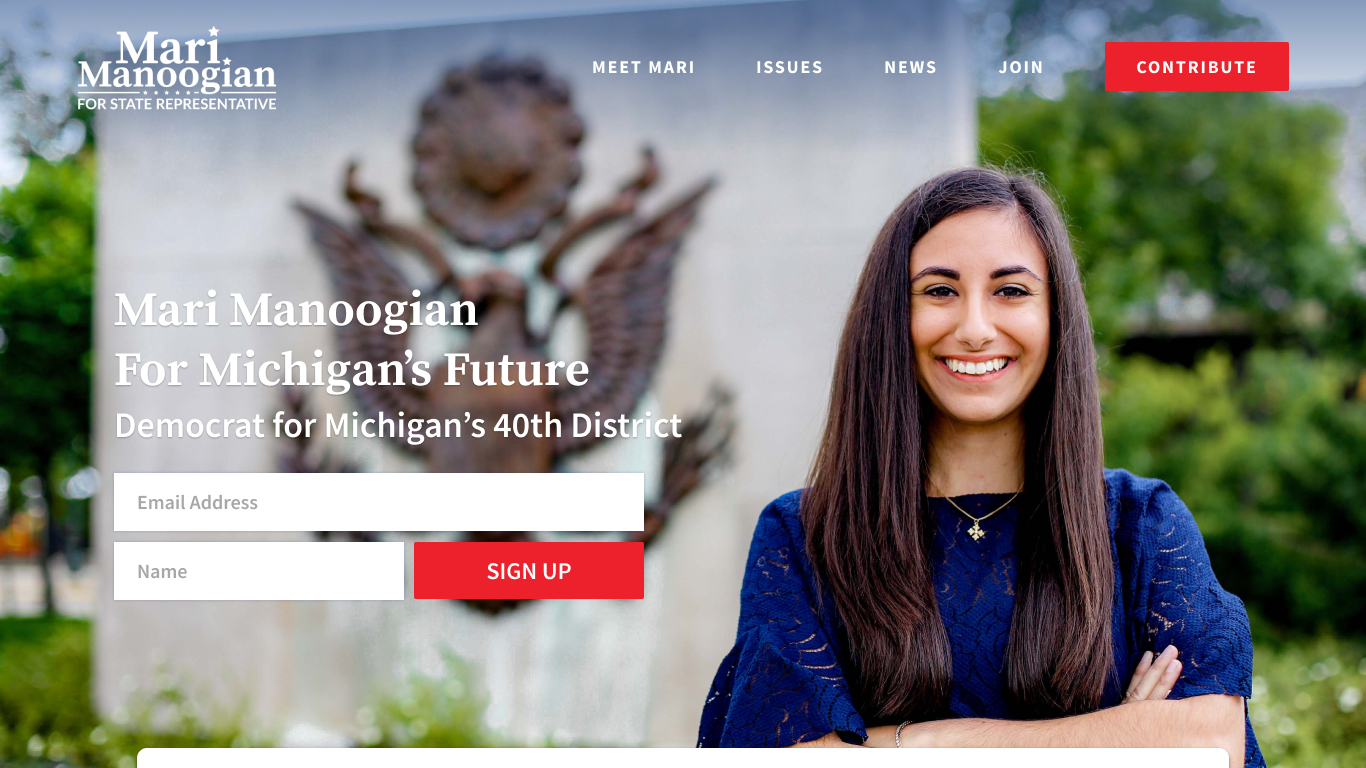 Mari
Manoogian
FOR STATE REPRESENTATIVE
MEET MARI
ISSUES
NEWS
JOIN
CONTRIBUTE
Mari Manoogian
For Michigan’s Future
Democrat for Michigan’s 40th District
Email Address
Name
SIGN UP